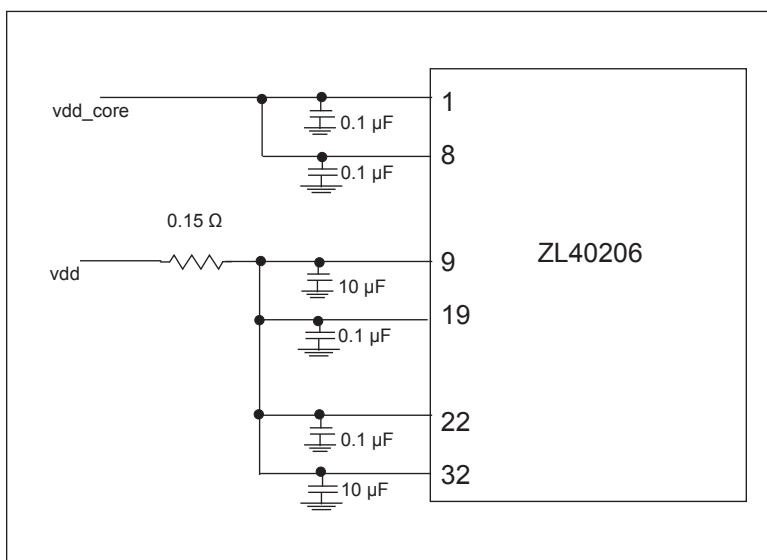 vdd_core
1
0.1 µF
8
0.1 µF
0.15 Ω
vdd
9
ZL40206
10 µF
19
0.1 µF
22
0.1 µF
32
10 µF